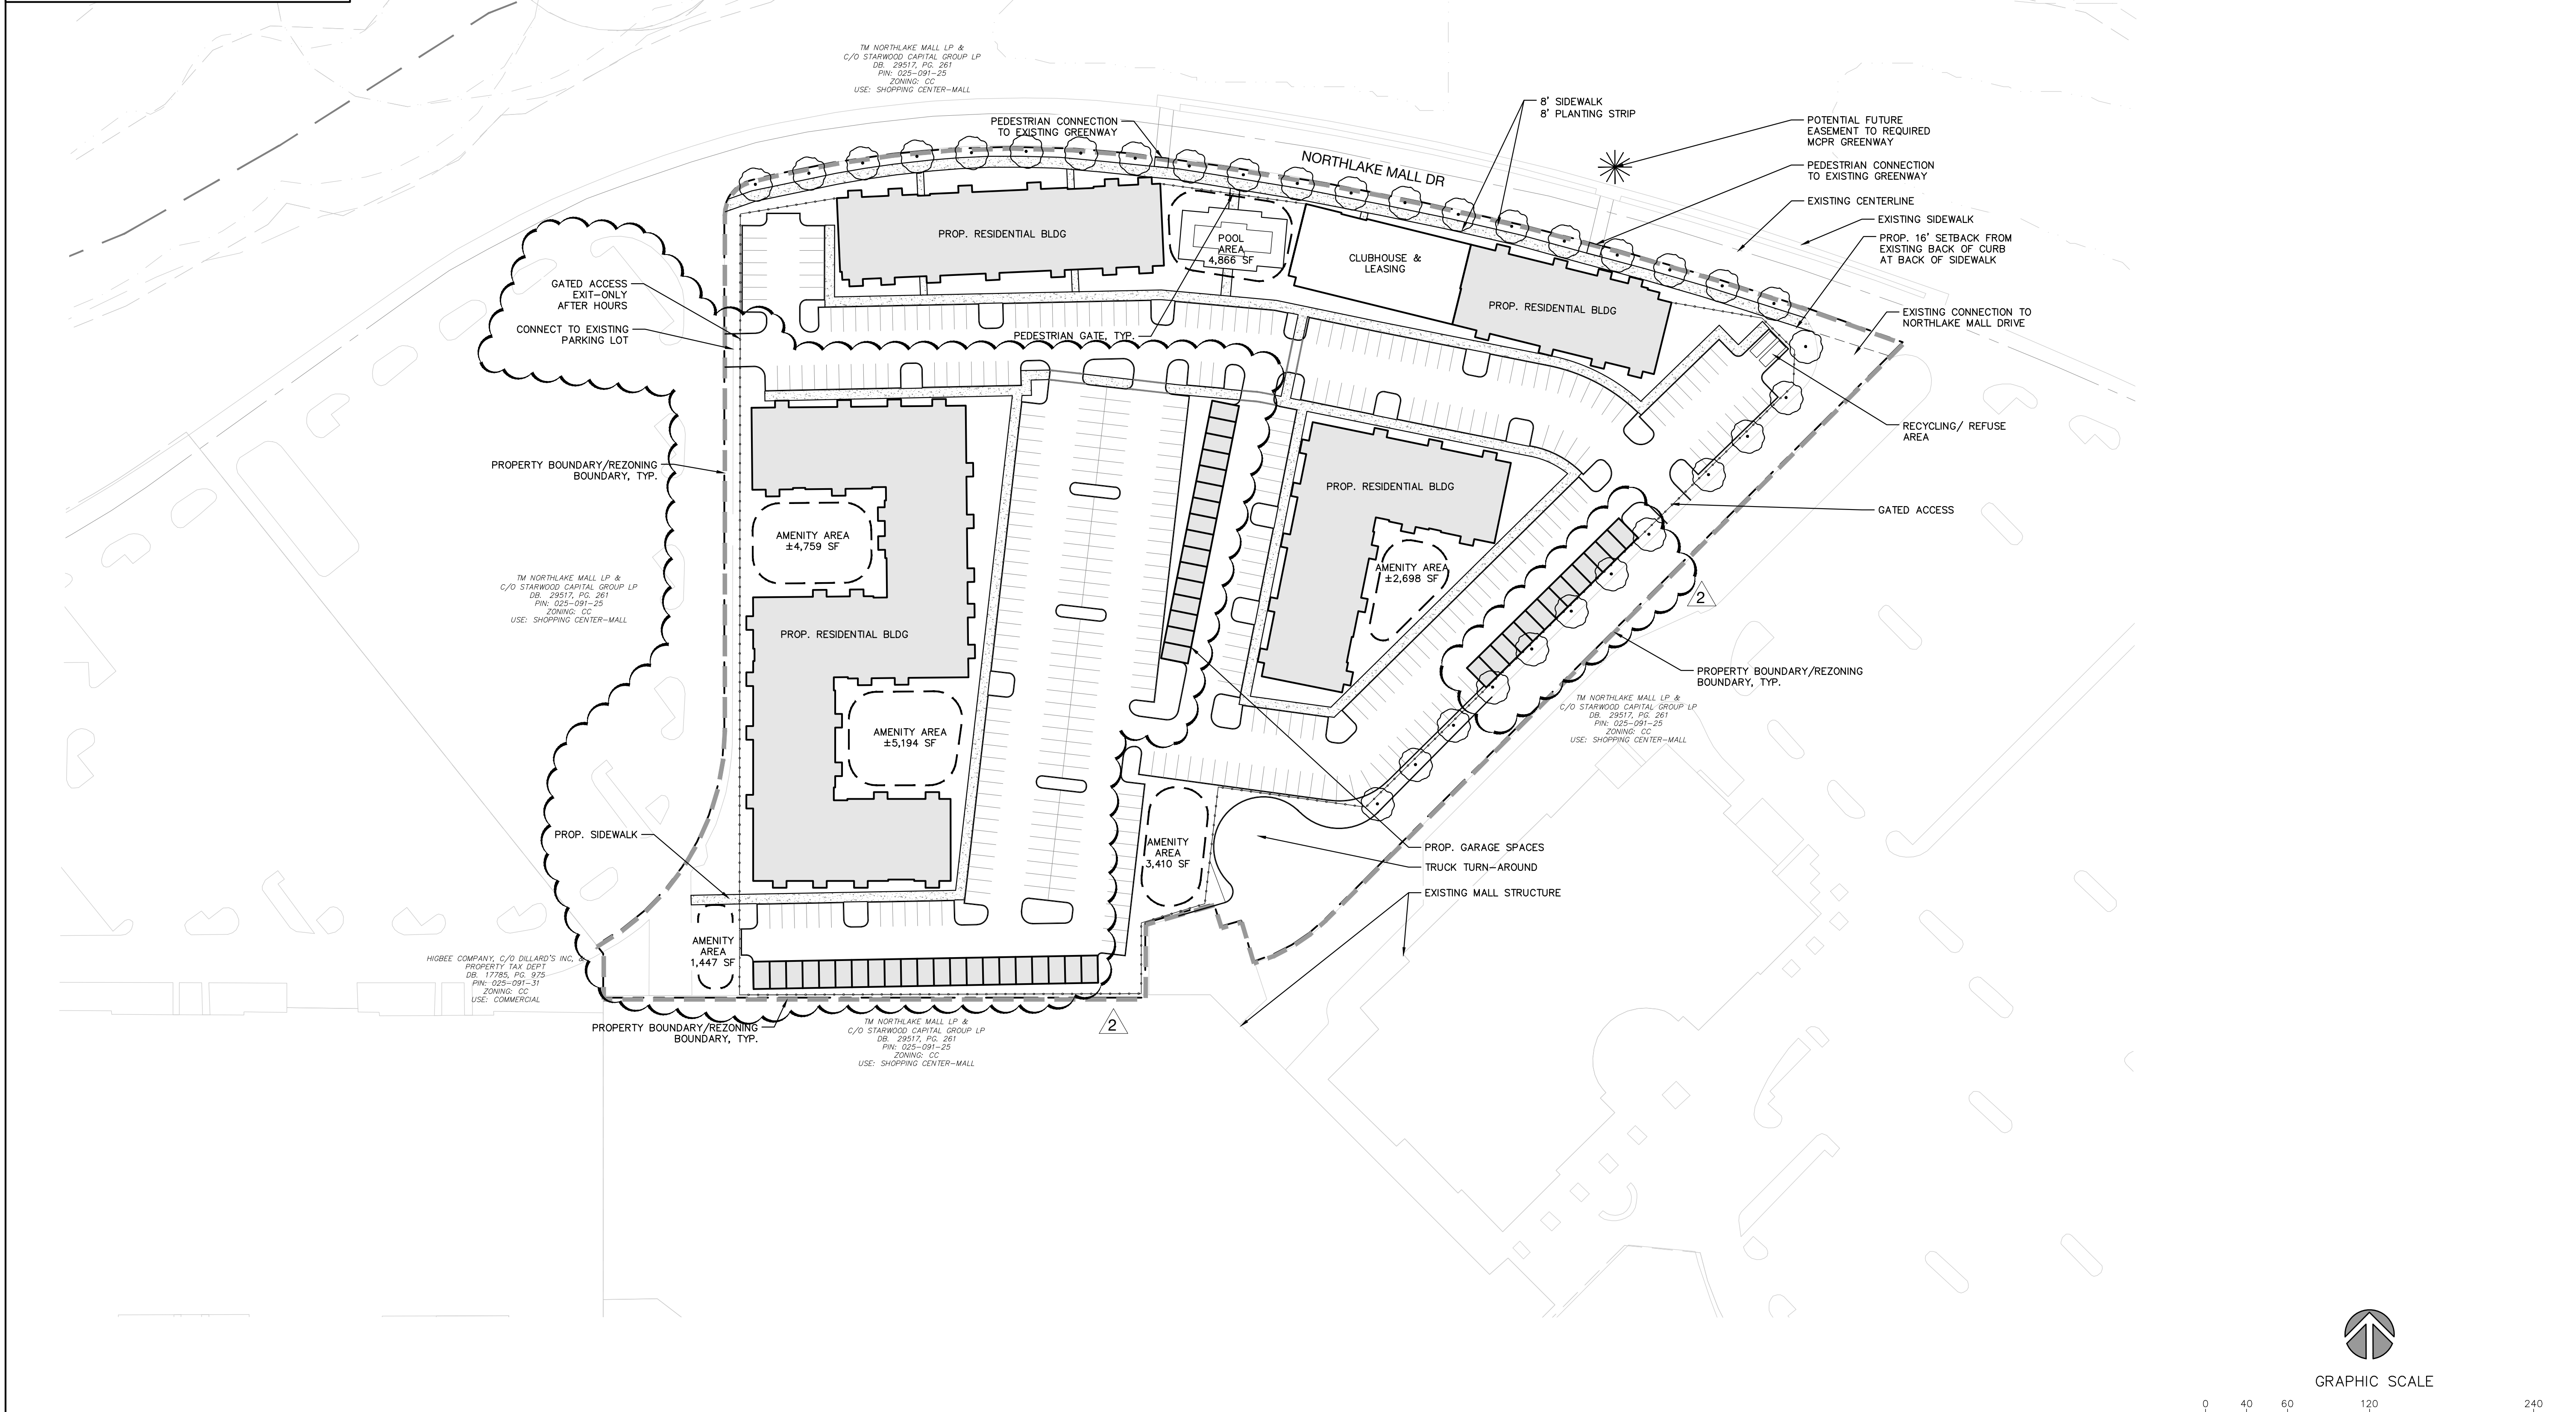 TM NORTHLAKE MALL LP &
C/O STARWOOD CAPITAL GROUP LP
DB. 29517, PG. 261
PIN: 025-091-25
ZONING: CC
USE: SHOPPING CENTER-MALL
8' SIDEWALK
8' PLANTING STRIP
PEDESTRIAN CONNECTION
TO EXISTING GREENWAY
POTENTIAL FUTURE
EASEMENT TO REQUIRED
MCPR GREENWAY
NORTHLAKE MALL DR
PEDESTRIAN CONNECTION
TO EXISTING GREENWAY
EXISTING CENTERLINE
EXISTING SIDEWALK
PROP. 16' SETBACK FROM
EXISTING BACK OF CURB
AT BACK OF SIDEWALK
PROP. RESIDENTIAL BLDG
POOL
AREA
4,866 SF
CLUBHOUSE &
LEASING
PROP. RESIDENTIAL BLDG
GATED ACCESS
EXIT-ONLY
AFTER HOURS
CONNECT TO EXISTING
PARKING LOT
PEDESTRIAN GATE, TYP.
EXISTING CONNECTION TO
NORTHLAKE MALL DRIVE
RECYCLING/ REFUSE
AREA
PROPERTY BOUNDARY/REZONING
BOUNDARY, TYP.
PROP. RESIDENTIAL BLDG
GATED ACCESS
AMENITY AREA
±4,759 SF
AMENITY AREA
±2,698 SF
TM NORTHLAKE MALL LP &
C/O STARWOOD CAPITAL GROUP LP
DB. 29517, PG. 261
PIN: 025-091-25
ZONING: CC
USE: SHOPPING CENTER-MALL
2
PROP. RESIDENTIAL BLDG
PROPERTY BOUNDARY/REZONING
BOUNDARY, TYP.
TM NORTHLAKE MALL LP &
C/O STARWOOD CAPITAL GROUP LP
DB. 29517, PG. 261
PIN: 025-091-25
ZONING: CC
USE: SHOPPING CENTER-MALL
AMENITY AREA
±5,194 SF
PROP. SIDEWALK
AMENITY
AREA
3,410 SF
PROP. GARAGE SPACES
TRUCK TURN-AROUND
EXISTING MALL STRUCTURE
AMENITY
AREA
1,447 SF
HIGBEE COMPANY, C/O DILLARD'S INC, &
PROPERTY TAX DEPT
DB. 17785, PG. 975
PIN: 025-091-31
ZONING: CC
USE: COMMERCIAL
PROPERTY BOUNDARY/REZONING
BOUNDARY, TYP.
TM NORTHLAKE MALL LP &
C/O STARWOOD CAPITAL GROUP LP
DB. 29517, PG. 261
PIN: 025-091-25
ZONING: CC
USE: SHOPPING CENTER-MALL
2
GRAPHIC SCALE
0 40 60 120 240